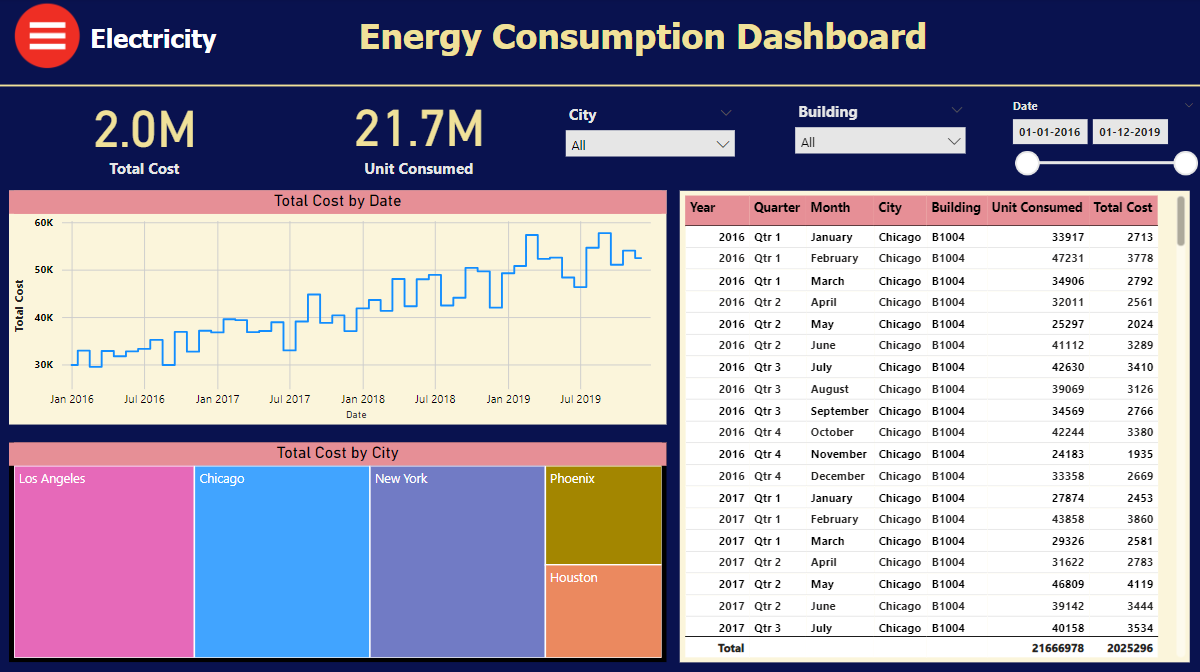 Electricity
Energy Consumption Dashboard
2.0M
Total Cost
21.7M
Unit Consumed
City
All
Building
All
Date
01-01-2016 01-12-2019
Total Cost by Date
Total Cost
60K
50K
40K
30K
Jan 2016 Jul 2016 Jan 2017 Jul 2017 Jan 2018 Jul 2018 Jan 2019 Jul 2019
Date
Total Cost by City
Los Angeles
Chicago
New York
Phoenix
Houston
Year Quarter Month City Building Unit Consumed Total Cost
2016 Qtr 1 January Chicago B1004 33917 2713
2016 Qtr 1 February Chicago B1004 47231 3778
2016 Qtr 1 March Chicago B1004 34906 2792
2016 Qtr 2 April Chicago B1004 32011 2561
2016 Qtr 2 May Chicago B1004 25297 2024
2016 Qtr 2 June Chicago B1004 41112 3289
2016 Qtr 3 July Chicago B1004 42630 3410
2016 Qtr 3 August Chicago B1004 39069 3126
2016 Qtr 3 September Chicago B1004 34569 2766
2016 Qtr 4 October Chicago B1004 42244 3380
2016 Qtr 4 November Chicago B1004 24183 1935
2016 Qtr 4 December Chicago B1004 33358 2669
2017 Qtr 1 January Chicago B1004 27874 2453
2017 Qtr 1 February Chicago B1004 43858 3860
2017 Qtr 1 March Chicago B1004 29326 2581
2017 Qtr 2 April Chicago B1004 31622 2783
2017 Qtr 2 May Chicago B1004 46809 4119
2017 Qtr 2 June Chicago B1004 39142 3444
2017 Qtr 3 July Chicago B1004 40158 3534
Total 21666978 2025296